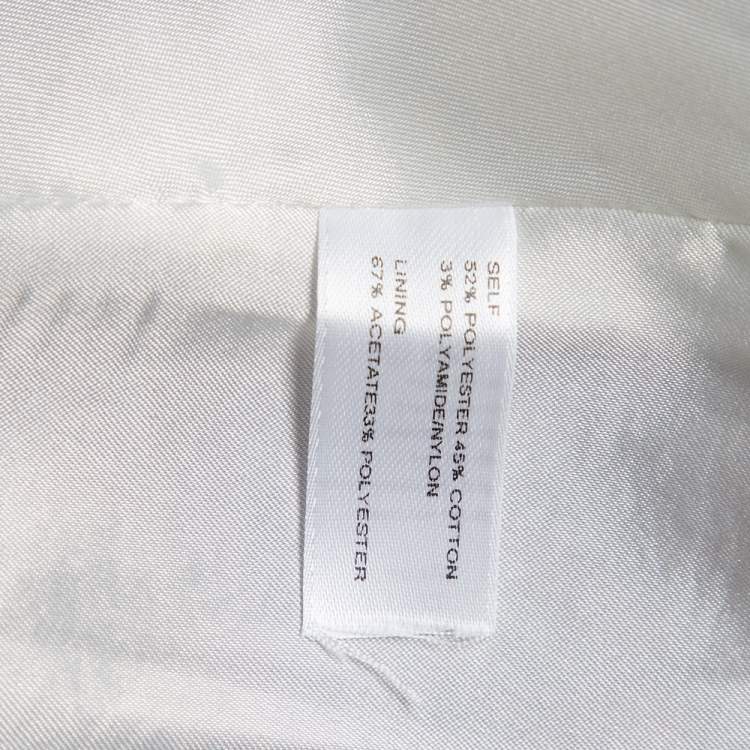 SELF
52% POLYESTER 45% COTTON
3% POLYAMIDE/NYLON
LINING
67% ACETATE33% POLYESTER